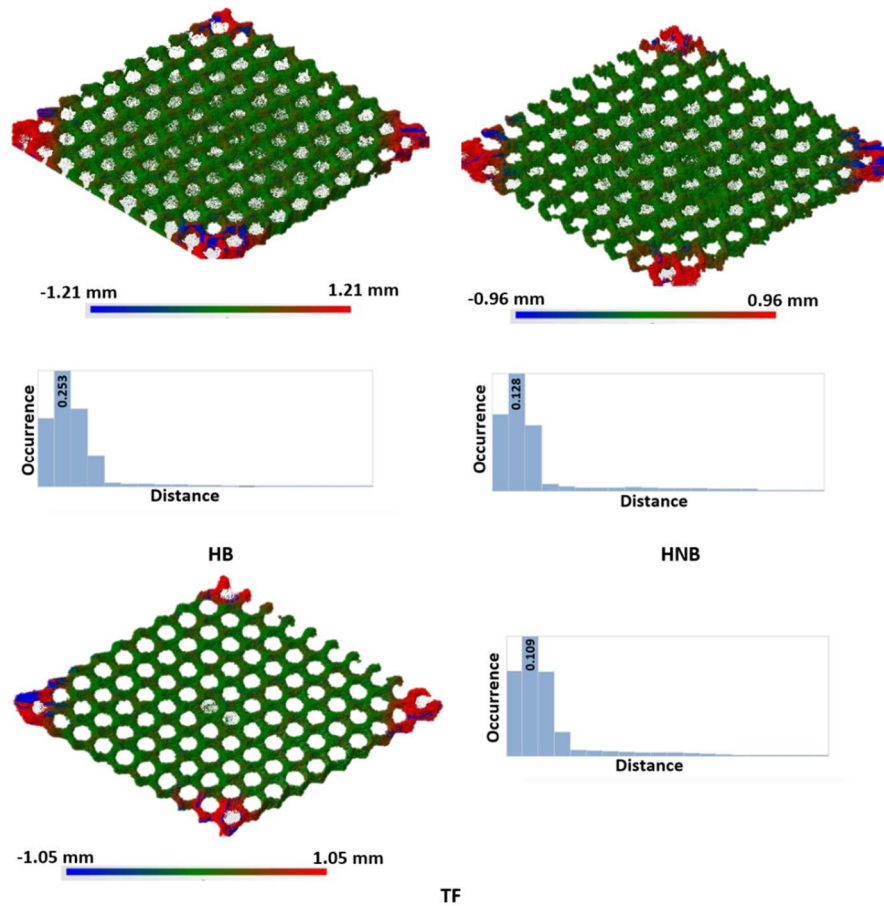 -1.21 mm 1.21 mm
-0.96 mm 0.96 mm
Occurrence
0.253
Distance
Occurrence
0.128
Distance
HB
HNB
Occurrence
0.109
Distance
-1.05 mm 1.05 mm
TF